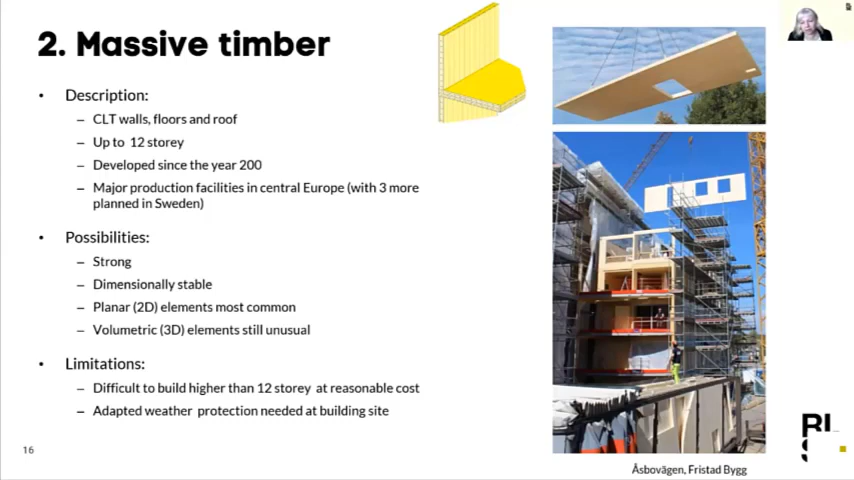 2. Massive timber
• Description:
– CLT walls, floors and roof
– Up to 12 storey
– Developed since the year 200
– Major production facilities in central Europe (with 3 more
planned in Sweden)
• Possibilities:
– Strong
– Dimensionally stable
– Planar (2D) elements most common
– Volumetric (3D) elements still unusual
• Limitations:
– Difficult to build higher than 12 storey at reasonable cost
– Adapted weather protection needed at building site
16
Åsbovägen, Fristad Bygg